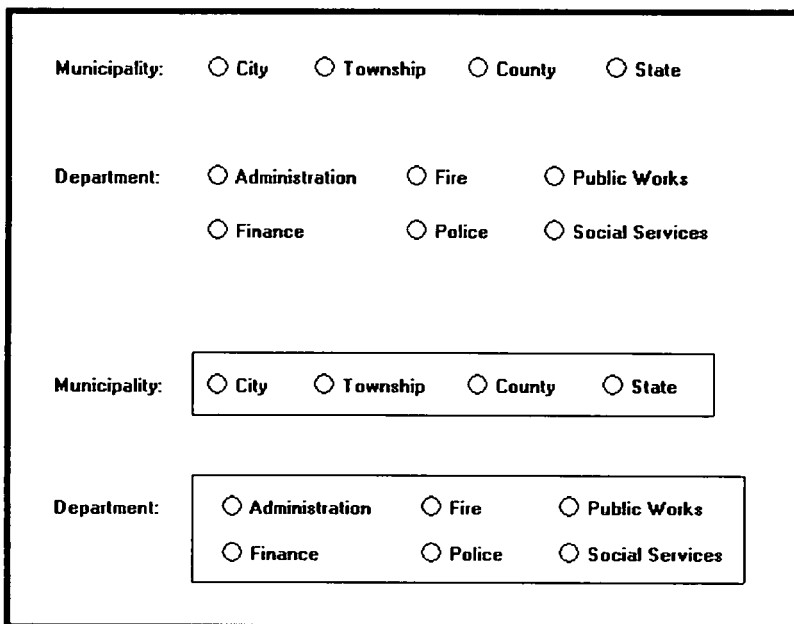 Municipality: City Township County State
Department: Administration Fire Public Works
Finance Police Social Services
Municipality: City Township County State
Department: Administration Fire Public Works
Finance Police Social Services